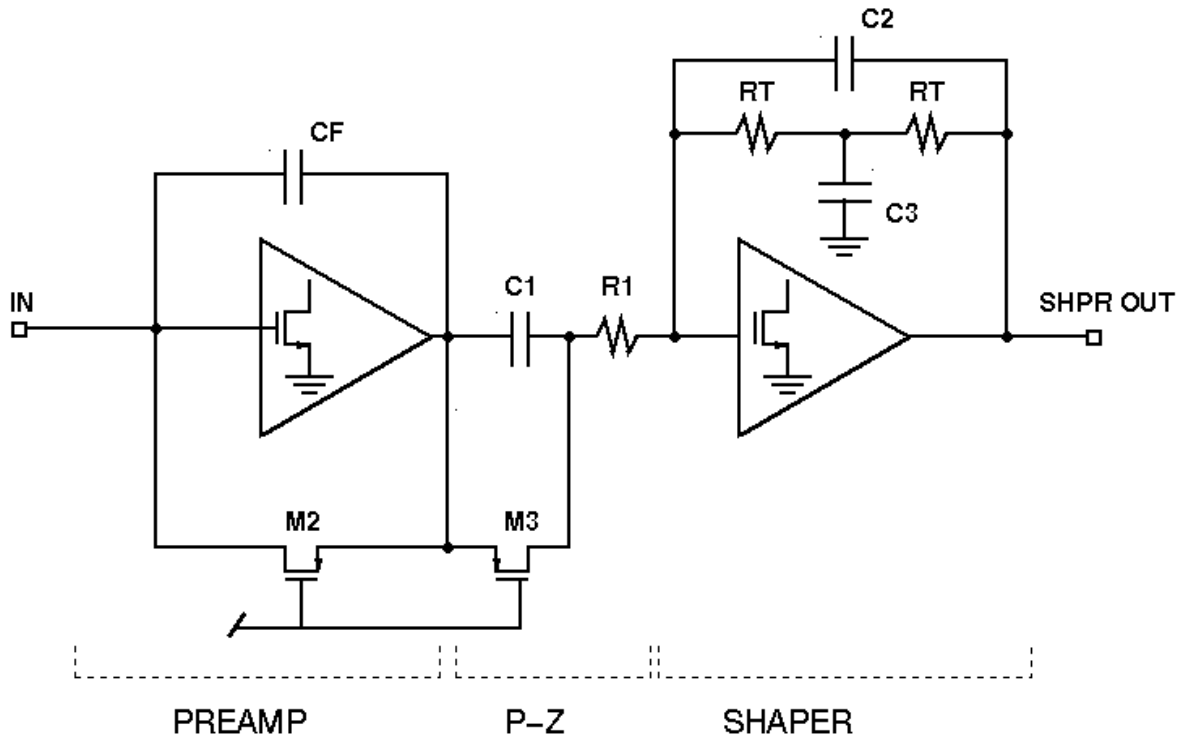 C2
RT
RT
CF
C3
C1
R1
IN
SHPR OUT
M2
M3
PREAMP
P-Z
SHAPER